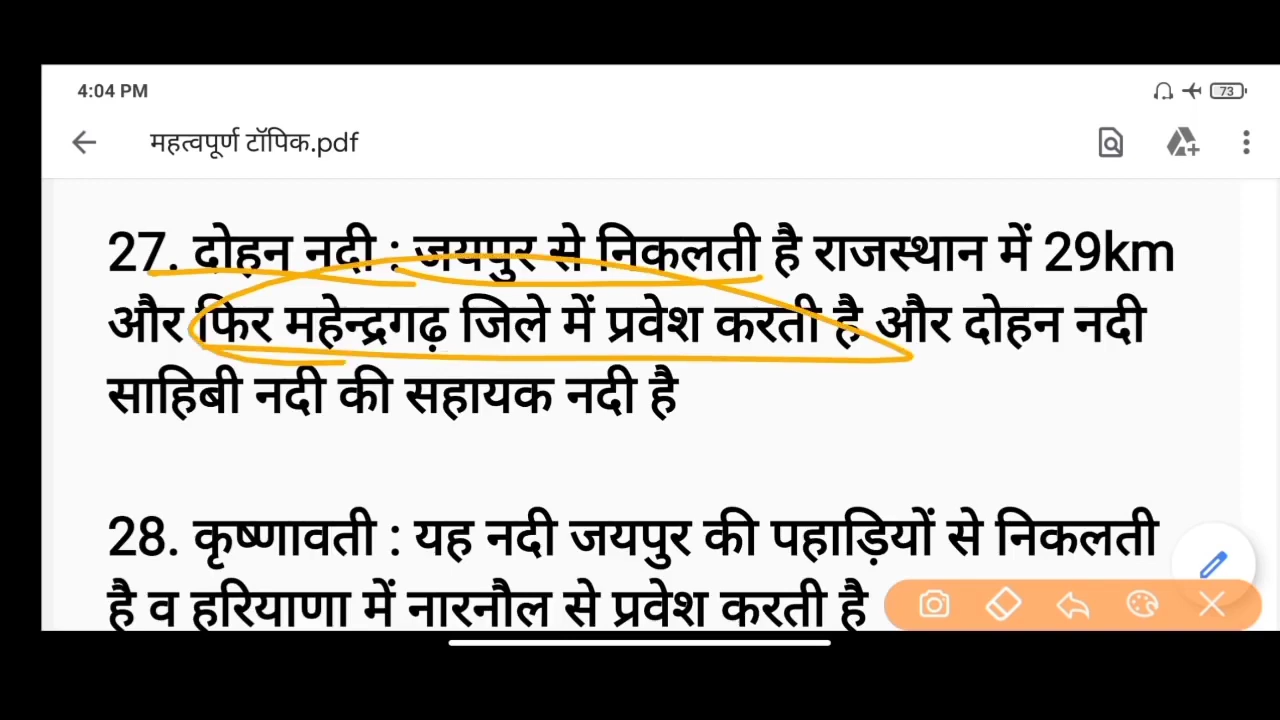 4:04 PM
73
महत्वपूर्ण टॉपिक.pdf
27. दोहन नदी : जयपुर से निकलती है राजस्थान में 29km
और फिर महेन्द्रगढ़ जिले में प्रवेश करती है और दोहन नदी
साहिबी नदी की सहायक नदी है
28. कृष्णावती : यह नदी जयपुर की पहाड़ियों से निकलती
है व हरियाणा में नारनौल से प्रवेश करती है